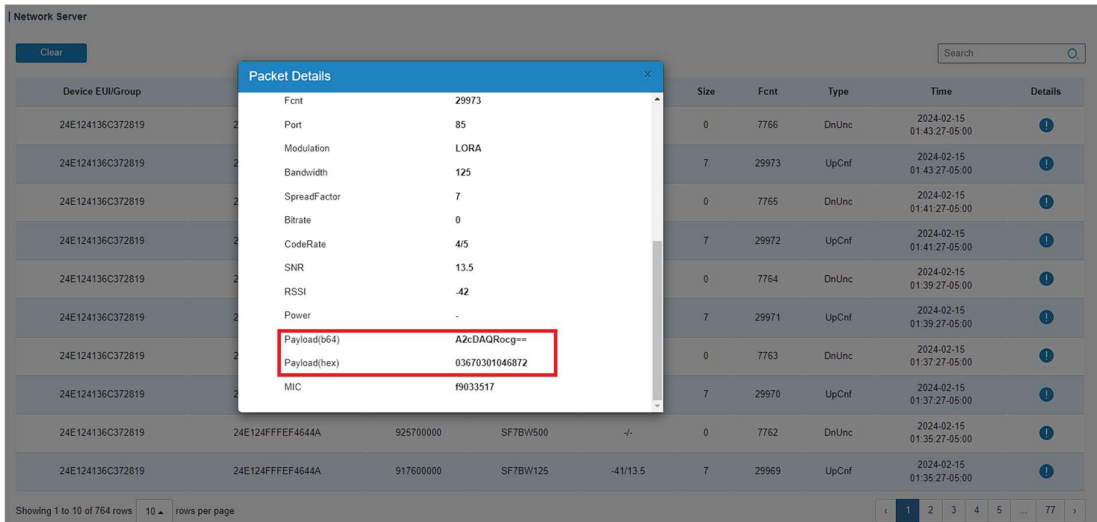 Network Server
Clear
Search
Packet Details ×
Device EUI/Group Size Fcnt Type Time Details
Fcnt 29973
Port 85
Modulation LORA
Bandwidth 125
SpreadFactor 7
Bitrate 0
CodeRate 4/5
SNR 13.5
RSSI -42
Power -
Payload(b64) A2cDAQRocg==
Payload(hex) 03670301046872
MIC f9033517
24E124136C372819 2 0 7766 DnUnc 2024-02-15
01:43:27-05:00
24E124136C372819 2 7 29973 UpCnf 2024-02-15
01:43:27-05:00
24E124136C372819 2 0 7765 DnUnc 2024-02-15
01:41:27-05:00
24E124136C372819 2 7 29972 UpCnf 2024-02-15
01:41:27-05:00
24E124136C372819 2 0 7764 DnUnc 2024-02-15
01:39:27-05:00
24E124136C372819 2 7 29971 UpCnf 2024-02-15
01:39:27-05:00
24E124136C372819 2 0 7763 DnUnc 2024-02-15
01:37:27-05:00
24E124136C372819 2 7 29970 UpCnf 2024-02-15
01:37:27-05:00
24E124136C372819 24E124FFFEF4644A 925700000 SF7BW500 -/- 0 7762 DnUnc 2024-02-15
01:35:27-05:00
24E124136C372819 24E124FFFEF4644A 917600000 SF7BW125 -41/13.5 7 29969 UpCnf 2024-02-15
01:35:27-05:00
Showing 1 to 10 of 764 rows 10 rows per page ‹ 1 2 3 4 5 ... 77 ›